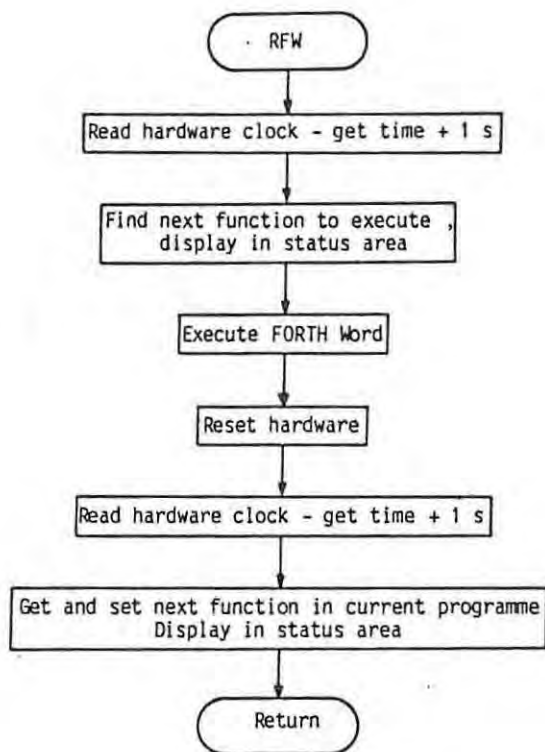 RFW
Read hardware clock - get time + 1 s
Find next function to execute ,
display in status area
Execute FORTH Word
Reset hardware
Read hardware clock - get time + 1 s
Get and set next function in current programme
Display in status area
Return